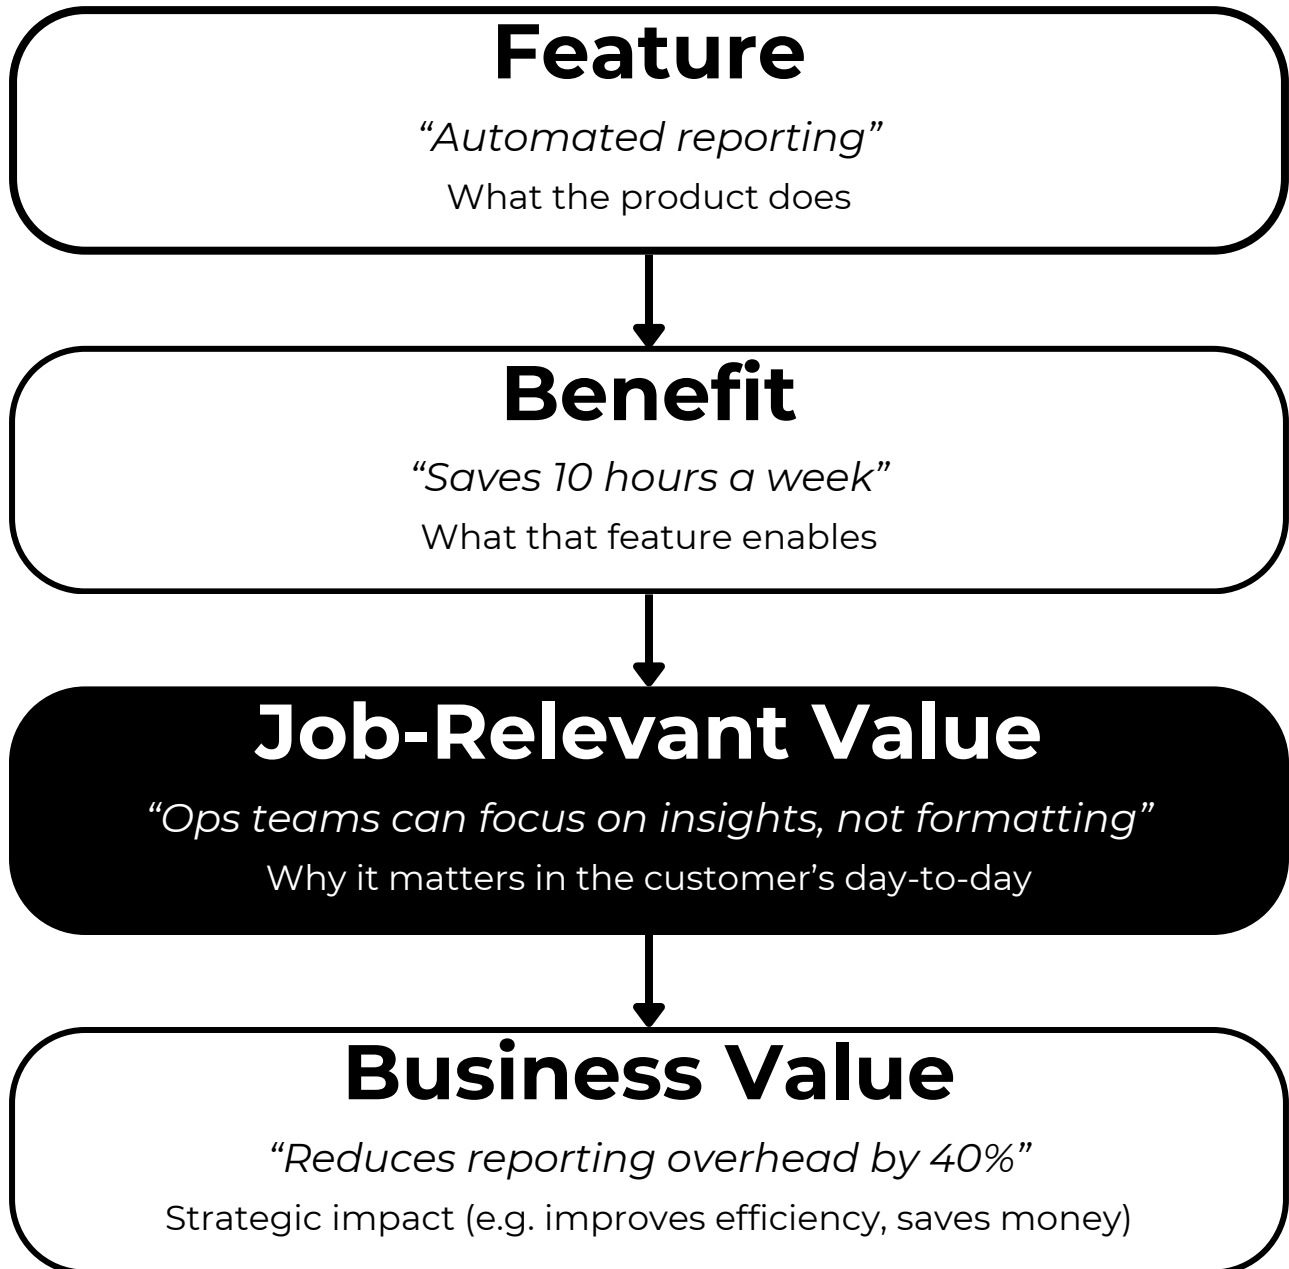 Feature
“Automated reporting”
What the product does
Benefit
“Saves 10 hours a week”
What that feature enables
Job-Relevant Value
“Ops teams can focus on insights, not formatting”
Why it matters in the customer’s day-to-day
Business Value
“Reduces reporting overhead by 40%”
Strategic impact (e.g. improves efficiency, saves money)